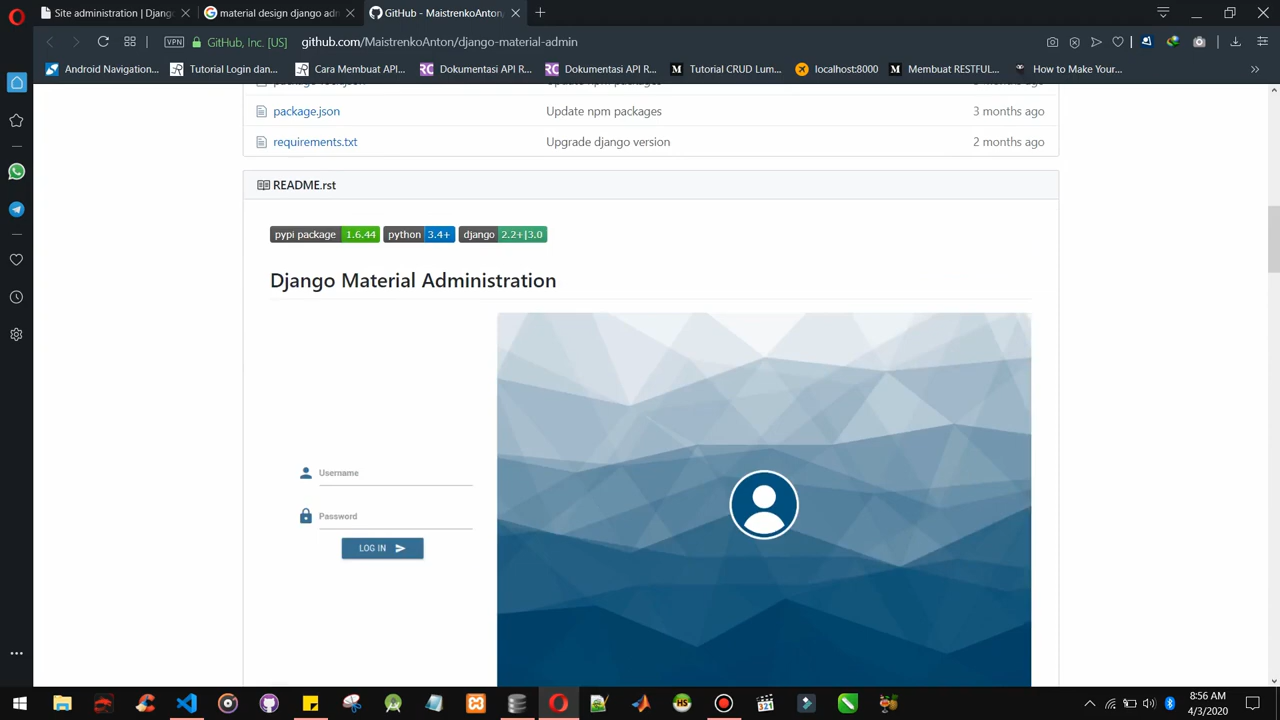 Site administration | Djang
material design django adm
GitHub - MaistrenkoAnton/
VPN
GitHub, Inc. [US]
github.com/MaistrenkoAnton/django-material-admin
Android Navigation...
Tutorial Login dan...
Cara Membuat API...
Dokumentasi API R...
Dokumentasi API R...
Tutorial CRUD Lum...
localhost:8000
Membuat RESTFUL...
How to Make Your...
package.json
Update npm packages
3 months ago
requirements.txt
Upgrade django version
2 months ago
README.rst
pypi package 1.6.44
python 3.4+
django 2.2+|3.0
Django Material Administration
Username
Password
LOG IN
8:56 AM
4/3/2020